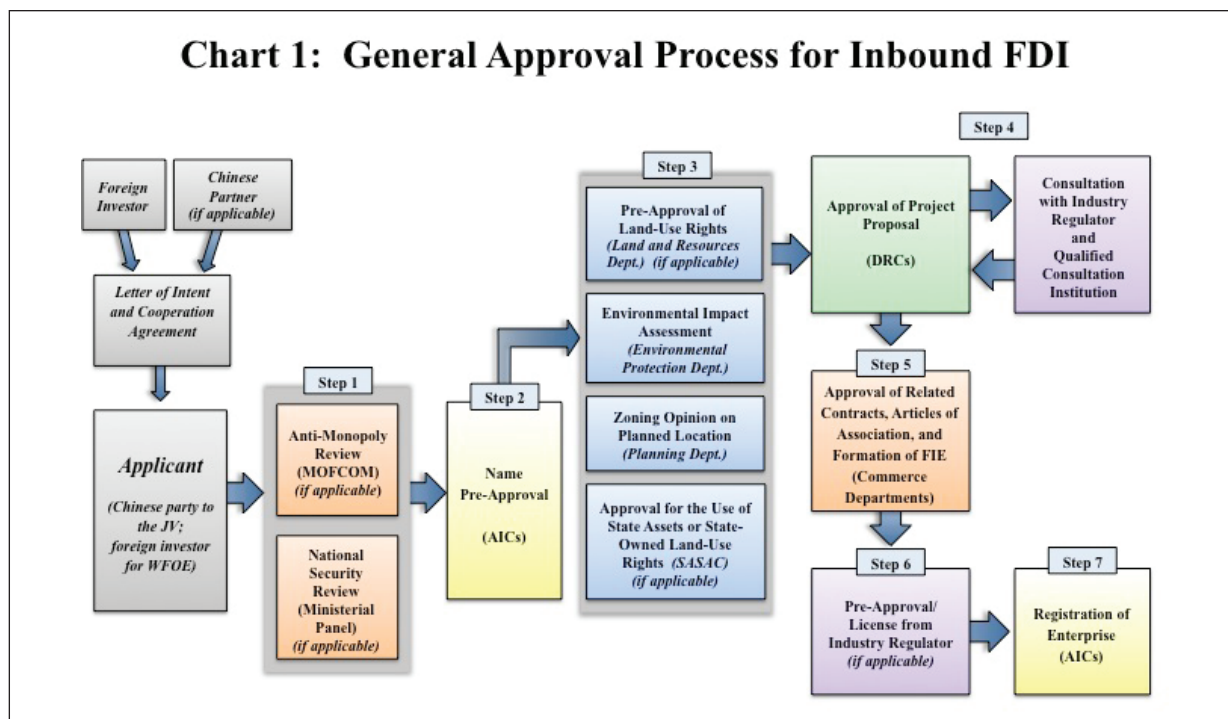 Chart 1:  General Approval Process for Inbound FDI
Foreign
Investor
Chinese
Partner
(if applicable)
Letter of Intent
and Cooperation
Agreement
Applicant
(Chinese party to
the JV;
foreign investor
for WFOE)
Step 1
Anti-Monopoly
Review
(MOFCOM)
(if applicable)
National
Security
Review
(Ministerial
Panel)
(if applicable)
Step 2
Name
Pre-Approval
(AICs)
Step 3
Pre-Approval of
Land-Use Rights
(Land and Resources
Dept.)  (if applicable)
Environmental Impact
Assessment
(Environmental
Protection Dept.)
Zoning Opinion on
Planned Location
(Planning Dept.)
Approval for the Use of
State Assets or State-
Owned Land-Use
Rights (SASAC)
(if applicable)
Step 4
Approval of Project
Proposal
(DRCs)
Consultation
with Industry
Regulator
and
Qualified
Consultation
Institution
Step 5
Approval of Related
Contracts, Articles of
Association, and
Formation of FIE
(Commerce
Departments)
Step 6
Pre-Approval/
License from
Industry Regulator
(if applicable)
Step 7
Registration of
Enterprise
(AICs)